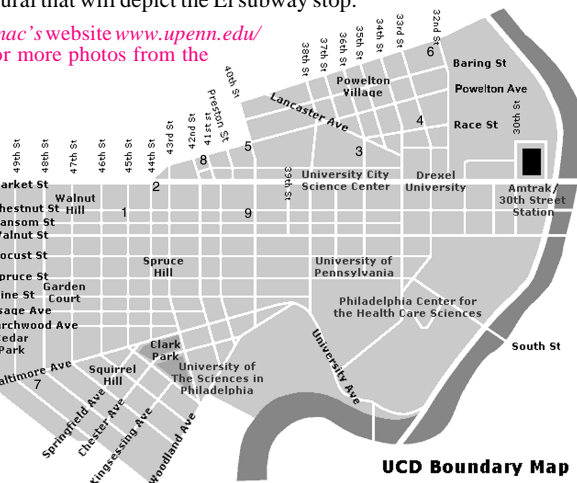 ural that will depict the El subway stop.
mac's website www.upenn.edu/
or more photos from the
38th St
37th St
36th St
35th St
34th St
33rd St
32nd St
6
Baring St
Powelton
Village
Powelton Ave
40th St
Lancaster Ave
4
Race St
30th St
Preston St
41st st
42nd St
43rd St
44th St
45th St
46th St
47th St
48th St
49th St
5
3
8
39th St
University City
Science Center
Drexel
University
arket St
2
Amtrak/
30th Street
Station
Walnut
Hill
hestnut St
1
9
ansom St
alnut St
ocust St
Spruce
Hill
University of
Pennsylvania
pruce St
Garden
Court
ine St
sage Ave
Philadelphia Center for
the Health Care Sciences
archwood Ave
edar
Park
Clark
Park
University Ave
South St
altimore Ave
7
Squirrel
Hill
University of
The Sciences in
Philadelphia
Springfield Ave
Chester Ave
Kingsessing Ave
Woodland Ave
UCD Boundary Map